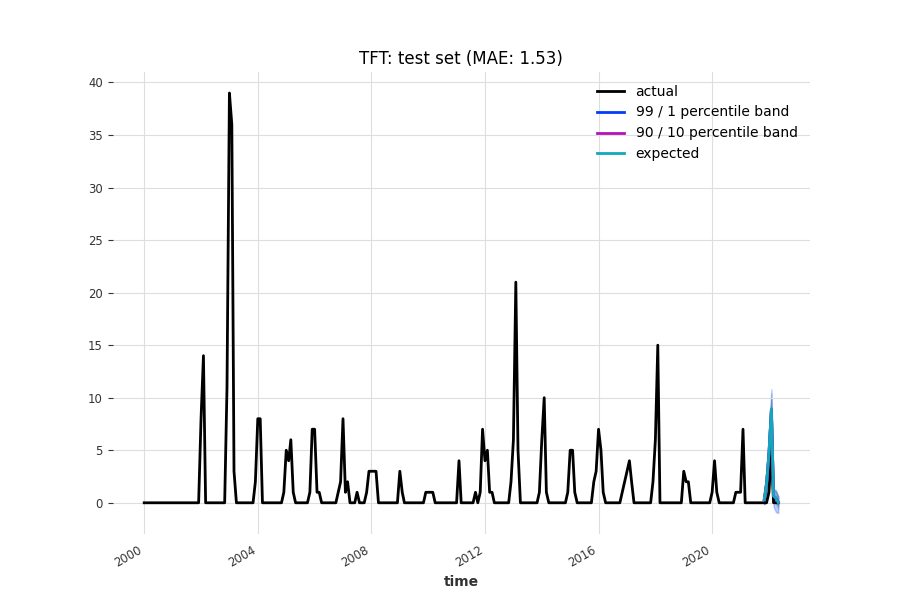 TFT: test set (MAE: 1.53)
actual
99 / 1 percentile band
90 / 10 percentile band
expected
40
35
30
25
20
15
10
5
0
2000
2004
2008
2012
2016
2020
time